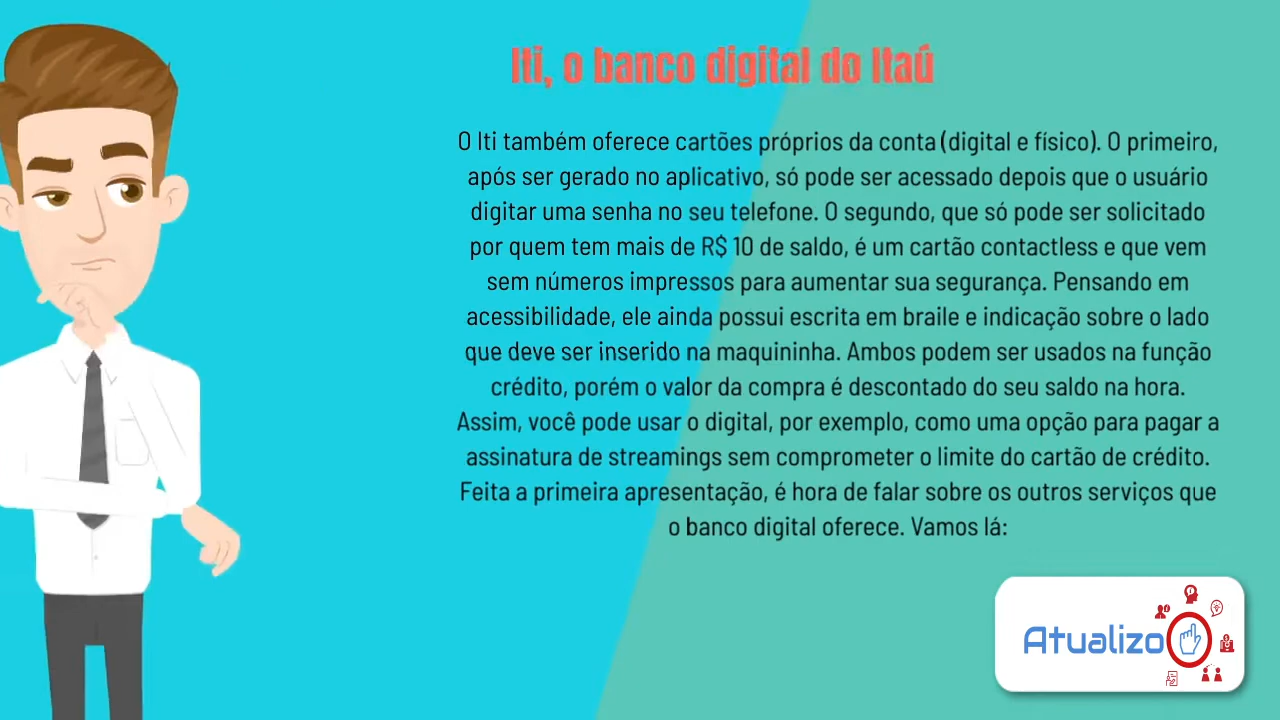 Iti, o banco digital do Itaú
O Iti também oferece cartões próprios da conta (digital e físico). O primeiro,
após ser gerado no aplicativo, só pode ser acessado depois que o usuário
digitar uma senha no seu telefone. O segundo, que só pode ser solicitado
por quem tem mais de R$ 10 de saldo, é um cartão contactless e que vem
sem números impressos para aumentar sua segurança. Pensando em
acessibilidade, ele ainda possui escrita em braile e indicação sobre o lado
que deve ser inserido na maquininha. Ambos podem ser usados na função
crédito, porém o valor da compra é descontado do seu saldo na hora.
Assim, você pode usar o digital, por exemplo, como uma opção para pagar a
assinatura de streamings sem comprometer o limite do cartão de crédito.
Feita a primeira apresentação, é hora de falar sobre os outros serviços que
o banco digital oferece. Vamos lá:
Atualizo